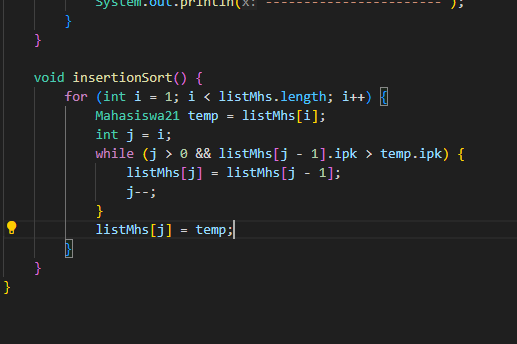 System.out.println(x: ----------------------- );
}
}
void insertionSort() {
for (int i = 1; i < listMhs.length; i++) {
Mahasiswa21 temp = listMhs[i];
int j = i;
while (j > 0 && listMhs[j - 1].ipk > temp.ipk) {
listMhs[j] = listMhs[j - 1];
j--;
}
listMhs[j] = temp;
}
}
}